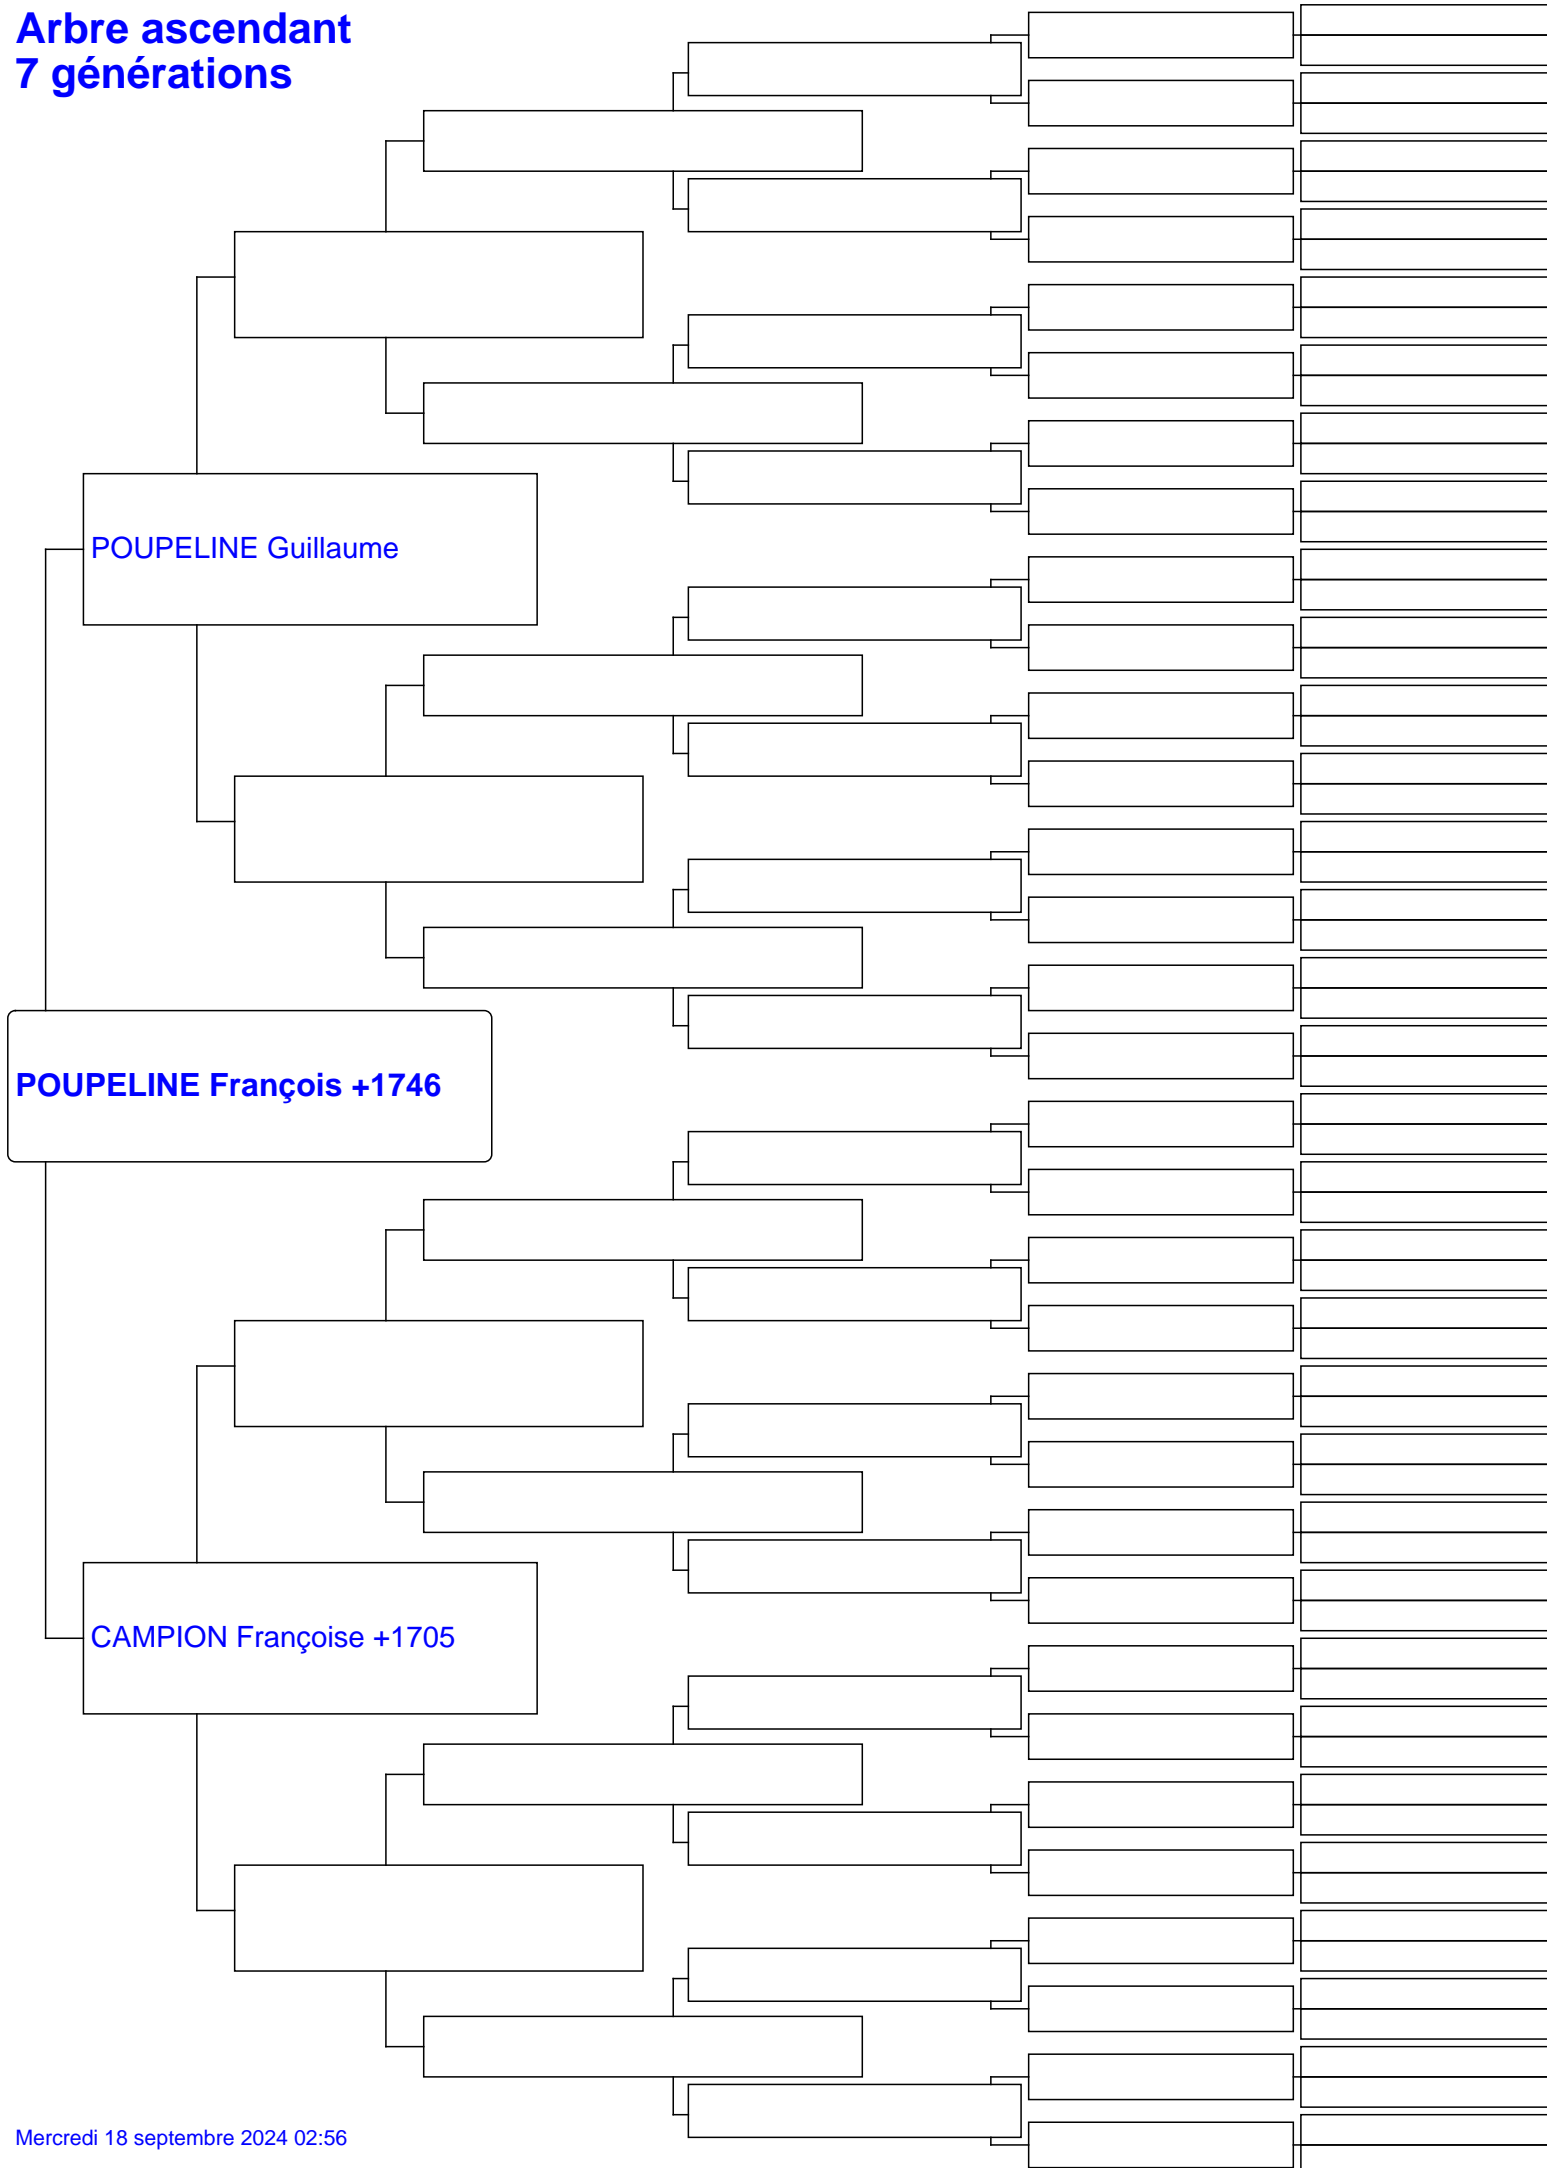 Arbre ascendant
7 générations
POUPELINE Guillaume
POUPELINE François +1746
CAMPION Françoise +1705
Mercredi 18 septembre 2024 02:56